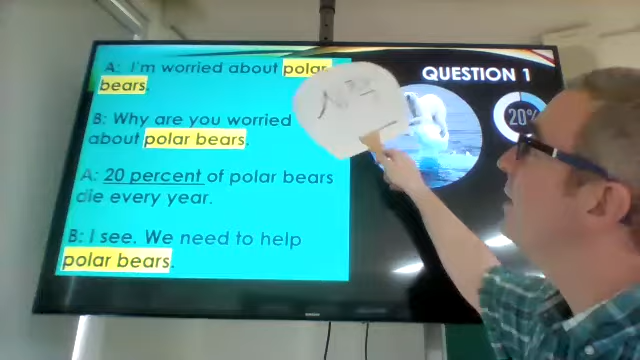 A: I'm worried about polar
bears.
B: Why are you worried
about polar bears.
A: 20 percent of polar bears
die every year.
B: I see. We need to help
polar bears.
QUESTION 1
20%